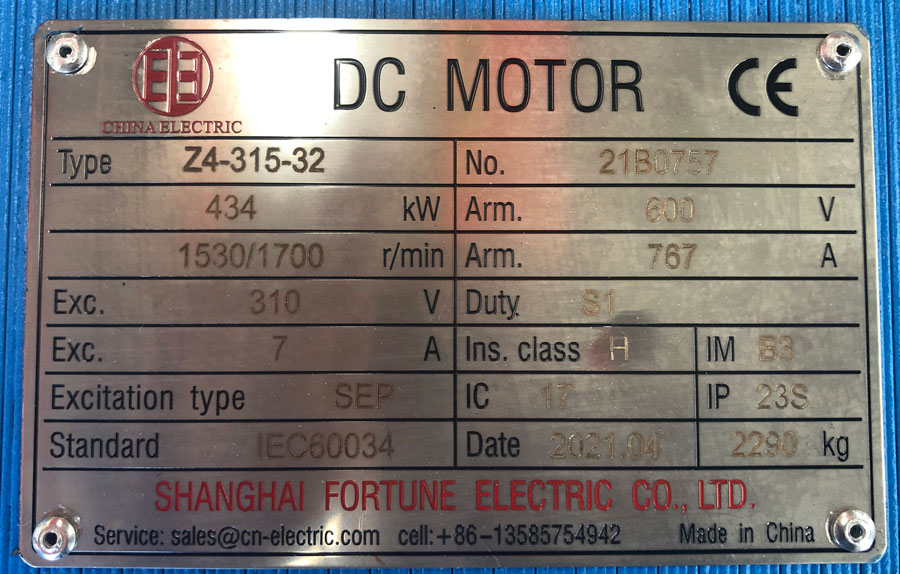 CHINA ELECTRIC DC MOTOR CE
Type Z4-315-32 No. 21B0757
434 kW Arm. 600 V
1530/1700 r/min Arm. 767 A
Exc. 310 V Duty. S1
Exc. 7 A Ins. class H IM B3
Excitation type SEP IC 17 IP 23S
Standard IEC60034 Date 2021.04 2290 kg
SHANGHAI FORTUNE ELECTRIC CO., LTD.
Service: sales@cn-electric.com cell:+86-13585754942 Made in China